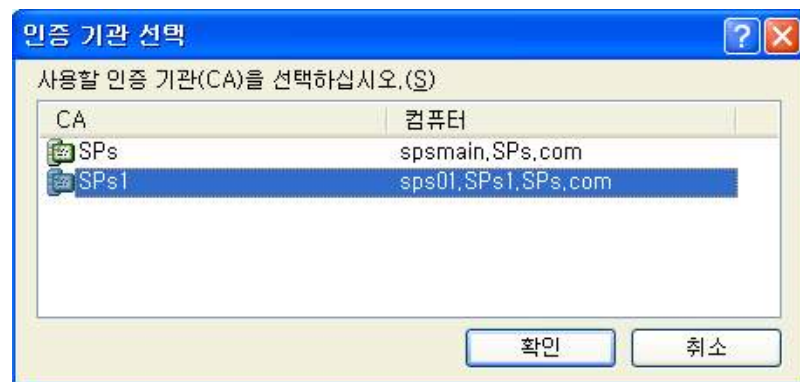 인증 기관 선택
사용할 인증 기관(CA)을 선택하십시오.(S)
CA 컴퓨터
SPs spsmain.SPs.com
SPs1 sps01.SPs1.SPs.com
확인 취소